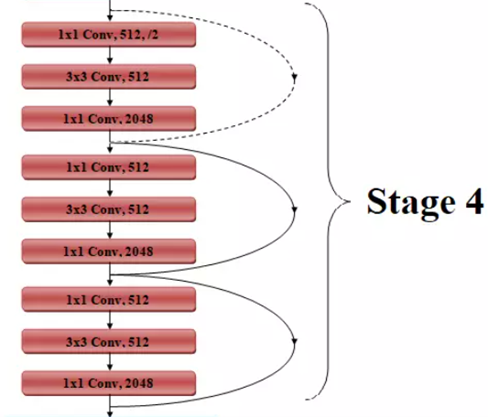 1x1 Conv, 512, /2
3x3 Conv, 512
1x1 Conv, 2048
1x1 Conv, 512
3x3 Conv, 512
1x1 Conv, 2048
1x1 Conv, 512
3x3 Conv, 512
1x1 Conv, 2048
Stage 4